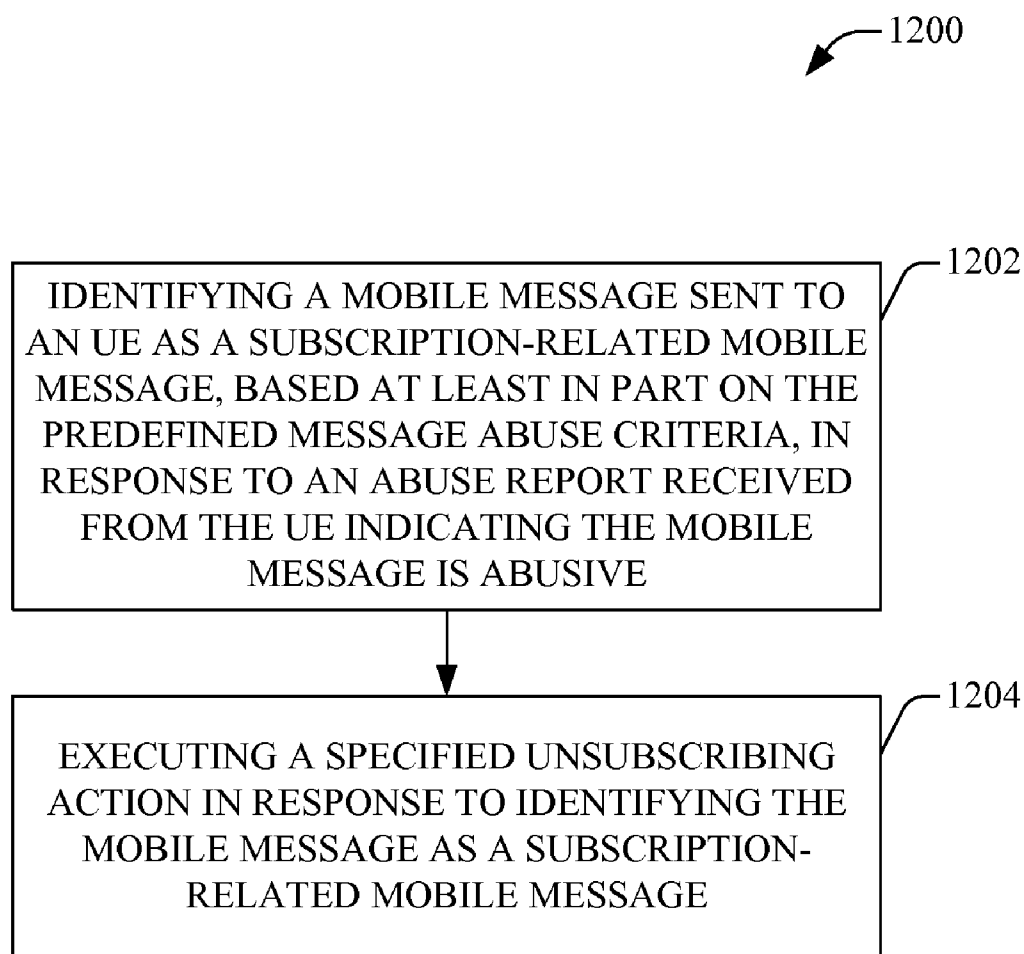 1200
1202
IDENTIFYING A MOBILE MESSAGE SENT TO
AN UE AS A SUBSCRIPTION-RELATED MOBILE
MESSAGE, BASED AT LEAST IN PART ON THE
PREDEFINED MESSAGE ABUSE CRITERIA, IN
RESPONSE TO AN ABUSE REPORT RECEIVED
FROM THE UE INDICATING THE MOBILE
MESSAGE IS ABUSIVE
1204
EXECUTING A SPECIFIED UNSUBSCRIBING
ACTION IN RESPONSE TO IDENTIFYING THE
MOBILE MESSAGE AS A SUBSCRIPTION-
RELATED MOBILE MESSAGE